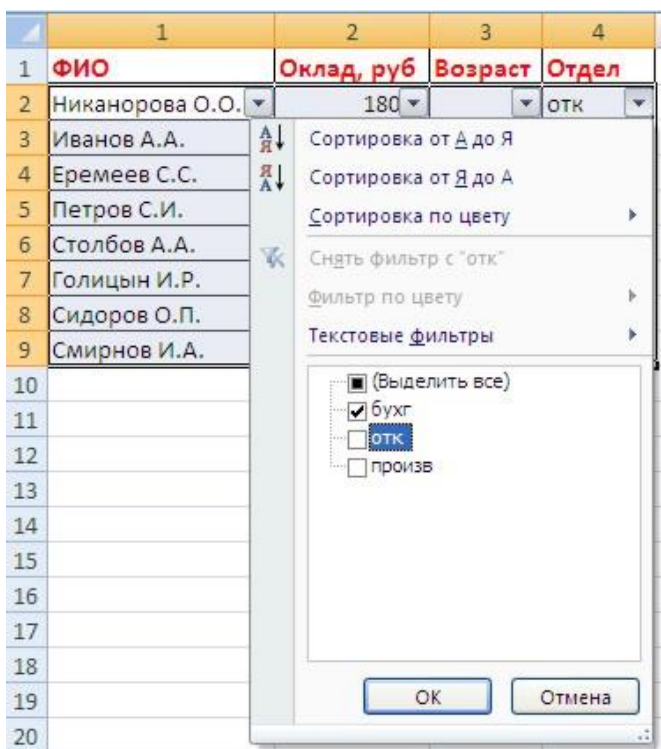 1 2 3 4
1 ФИО Оклад, руб Возраст Отдел
2 Никанорова О.О. 180 отк
3 Иванов А.А.
4 Еремеев С.С.
5 Петров С.И.
6 Столбов А.А.
7 Голицын И.Р.
8 Сидоров О.П.
9 Смирнов И.А.
10
11
12
13
14
15
16
17
18
19
20
Сортировка от А до Я
Сортировка от Я до А
Сортировка по цвету
Снять фильтр с "отк"
Фильтр по цвету
Текстовые фильтры
(Выделить все)
бухг
отк
произв
ОК Отмена